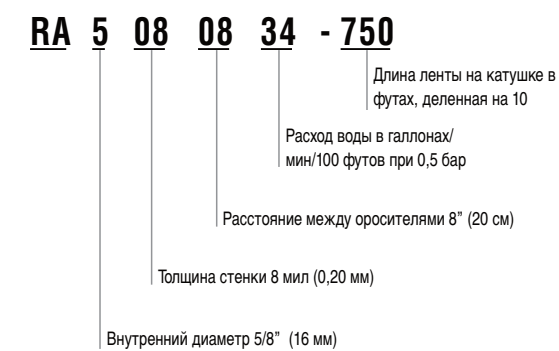 RA 5 08 08 34 - 750
Длина ленты на катушке в
футах, деленная на 10
Расход воды в галлонах/
мин/100 футов при 0,5 бар
Расстояние между оросителями 8” (20 см)
Толщина стенки 8 мил (0,20 мм)
Внутренний диаметр 5/8” (16 мм)